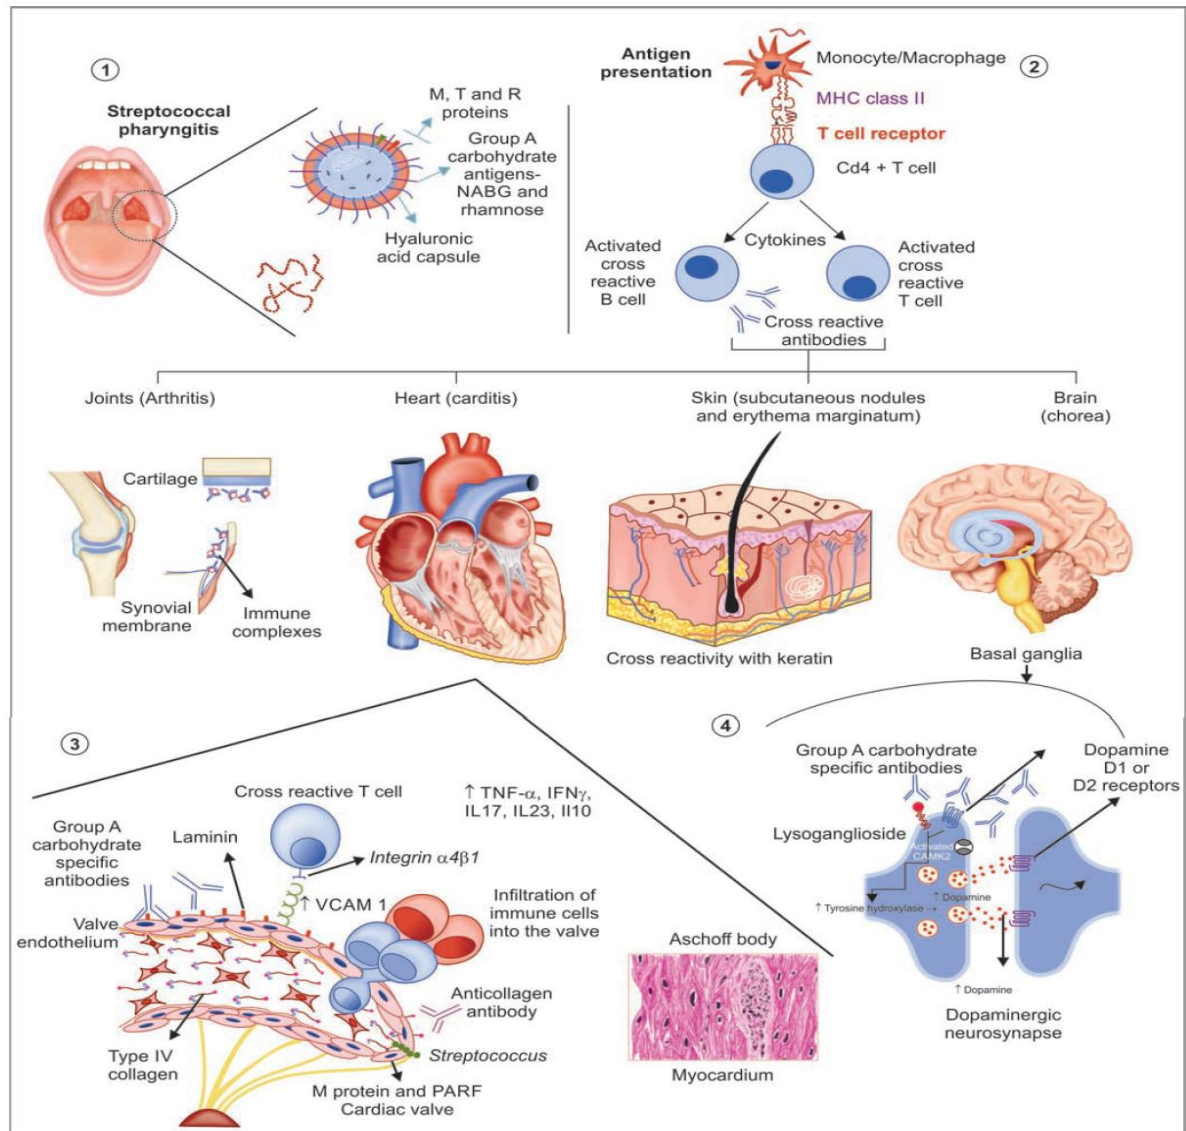 1
Streptococcal
pharyngitis
M, T and R
proteins
Group A
carbohydrate
antigens-
NABG and
rhamnose
Hyaluronic
acid capsule
Antigen
presentation
Monocyte/Macrophage
2
MHC class II
T cell receptor
Cd4 + T cell
Cytokines
Activated
cross
reactive
B cell
Activated
cross
reactive
T cell
Cross reactive
antibodies
Joints (Arthritis)
Heart (carditis)
Skin (subcutaneous nodules
and erythema marginatum)
Brain
(chorea)
Cartilage
Synovial
membrane
Immune
complexes
Cross reactivity with keratin
Basal ganglia
3
Cross reactive T cell
↑ TNF-α, IFNγ,
IL17, IL23, Il10
Group A
carbohydrate
specific
antibodies
Laminin
Integrin α4β1
↑ VCAM 1
Valve
endothelium
Infiltration of
immune cells
into the valve
Anticollagen
antibody
Streptococcus
Type IV
collagen
M protein and PARF
Cardiac valve
Aschoff body
Myocardium
4
Group A carbohydrate
specific antibodies
Dopamine
D1 or
D2 receptors
Lysoganglioside
Activated
CAMK2
↑ Tyrosine hydroxylase →
↑ Dopamine
↑ Dopamine
Dopaminergic
neurosynapse